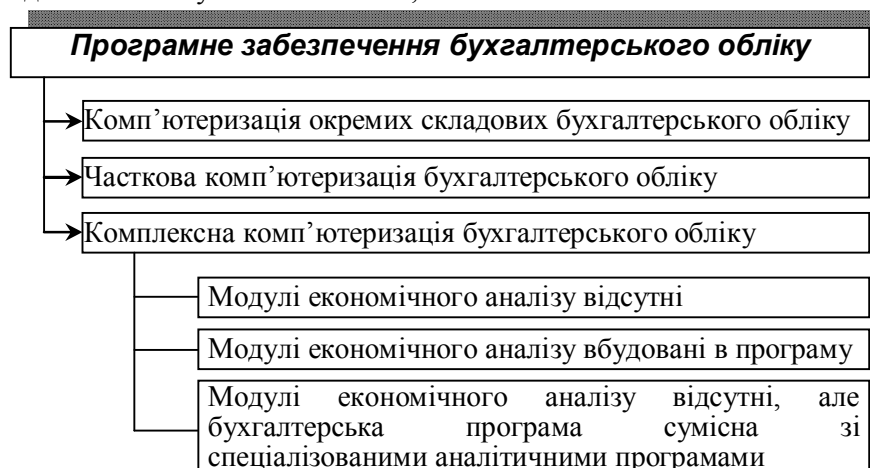 Програмне забезпечення бухгалтерського обліку
Комп’ютеризація окремих складових бухгалтерського обліку
Часткова комп’ютеризація бухгалтерського обліку
Комплексна комп’ютеризація бухгалтерського обліку
Модулі економічного аналізу відсутні
Модулі економічного аналізу вбудовані в програму
Модулі економічного аналізу відсутні, але
бухгалтерська програма сумісна зі
спеціалізованими аналітичними програмами